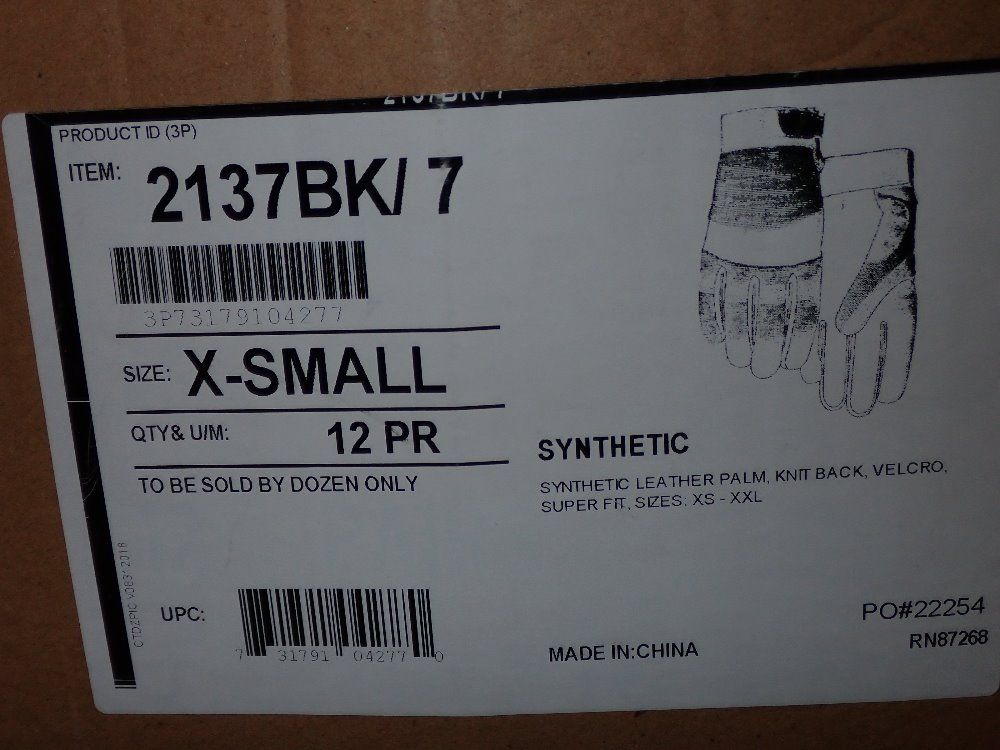 2137BK/ 7
PRODUCT ID (3P)
ITEM: 2137BK/ 7
3P73179104277
SIZE: X-SMALL
QTY& U/M: 12 PR
TO BE SOLD BY DOZEN ONLY
SYNTHETIC
SYNTHETIC LEATHER PALM, KNIT BACK, VELCRO,
SUPER FIT, SIZES: XS - XXL
UPC:
7 31791 04277 0
MADE IN:CHINA
PO#22254
RN87268